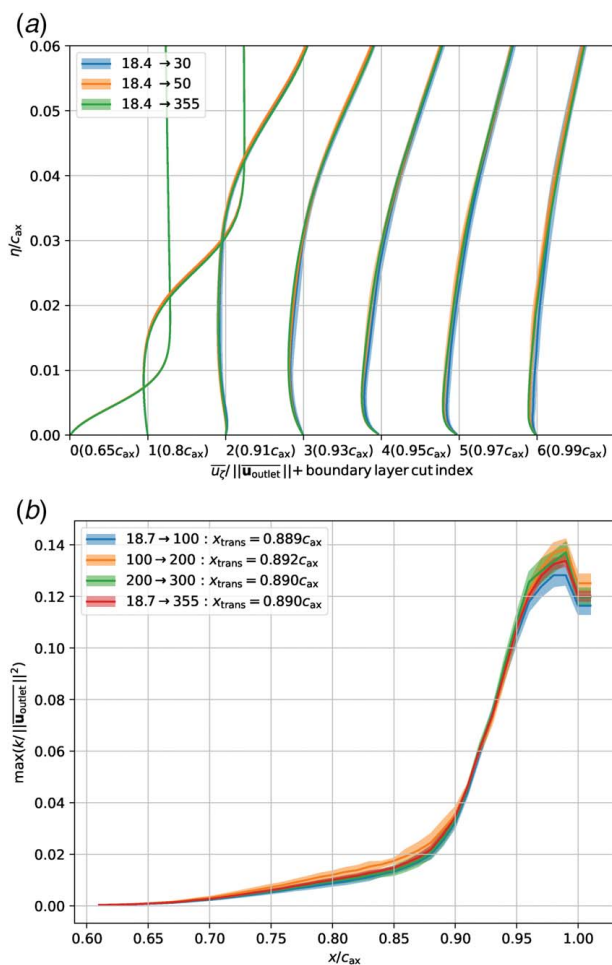 (a)
0.06
0.05
0.04
0.03
0.02
0.01
0.00
η/c_ax
18.4 → 30
18.4 → 50
18.4 → 355
0(0.65c_ax) 1(0.8c_ax) 2(0.91c_ax) 3(0.93c_ax) 4(0.95c_ax) 5(0.97c_ax) 6(0.99c_ax)
u_ζ/||u_outlet|| + boundary layer cut index
(b)
0.14
0.12
0.10
0.08
0.06
0.04
0.02
0.00
max(k/||u_outlet||²)
18.7 → 100 : x_trans = 0.889c_ax
100 → 200 : x_trans = 0.892c_ax
200 → 300 : x_trans = 0.890c_ax
18.7 → 355 : x_trans = 0.890c_ax
0.60 0.65 0.70 0.75 0.80 0.85 0.90 0.95 1.00
x/c_ax